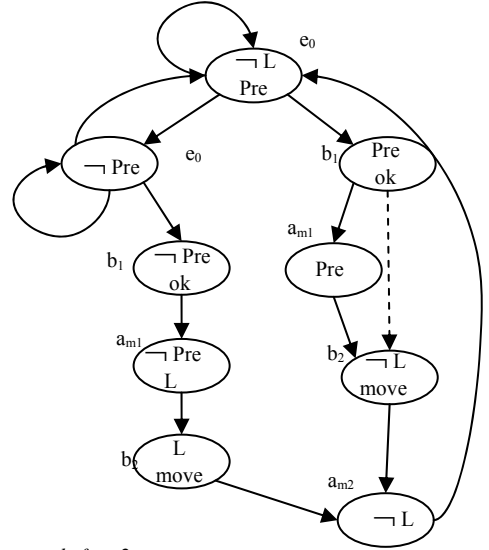 e₀
¬ L
Pre
¬ Pre
e₀
b₁
Pre
ok
b₁
¬ Pre
ok
aₘ₁
Pre
aₘ₁
¬ Pre
L
b₂
¬ L
move
b₂
L
move
aₘ₂
¬ L